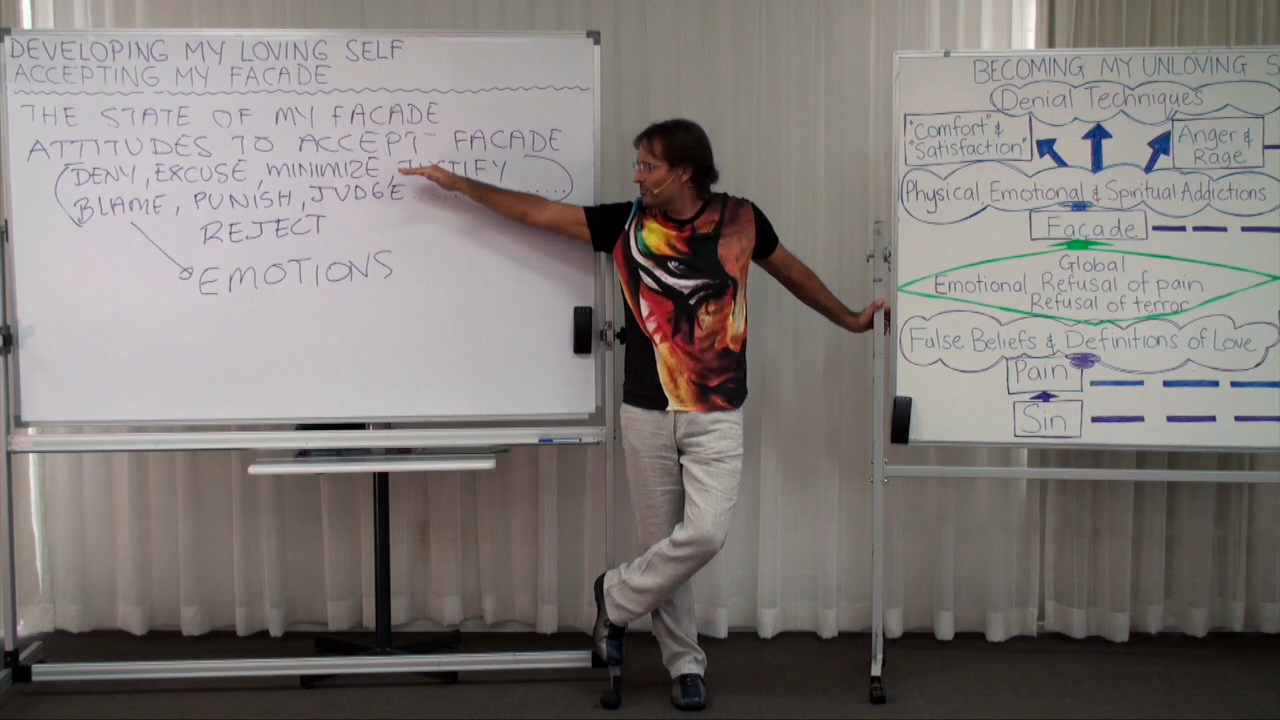 DEVELOPING MY LOVING SELF
ACCEPTING MY FACADE
THE STATE OF MY FACADE
ATTITUDES TO ACCEPT FACADE
DENY, EXCUSE, MINIMIZE, JUSTIFY
BLAME, PUNISH, JUDGE..........
REJECT
EMOTIONS
BECOMING MY UNLOVING S
Denial Techniques
"Comfort" &
"Satisfaction"
Anger &
Rage
Physical Emotional & Spiritual Addictions
Façade
Global
Emotional Refusal of pain
Refusal of terror
False Beliefs & Definitions of Love
Pain
Sin